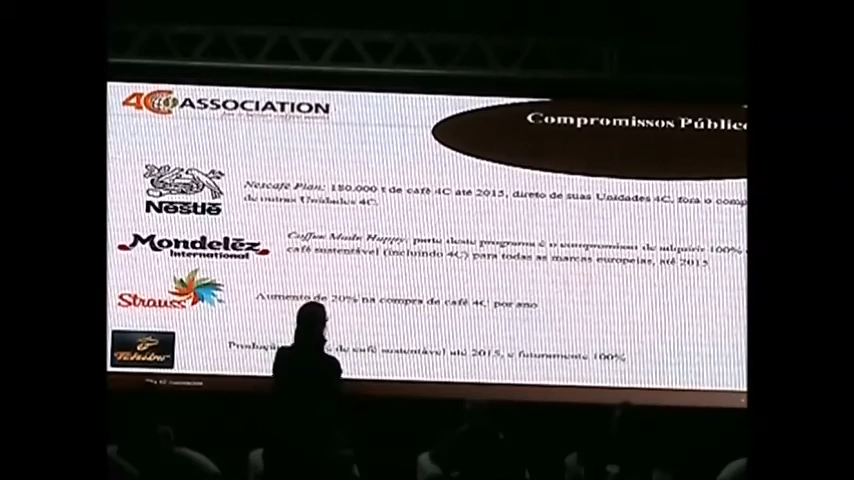 4C ASSOCIATION
Compromissos Público
Nestlé
Nescafé Plan: 180.000 t de café 4C até 2015, direto de suas Unidades 4C, fora o comp
de outras Unidades 4C.
Mondelēz
International
Coffee Made Happy: parte deste programa é o compromisso de adquirir 100%
café sustentável (incluindo 4C) para todas as marcas europeias, até 2015
Strauss
Aumento de 20% na compra de café 4C por ano
Tchibo
Produção de café sustentável até 2015, e futuramente 100%